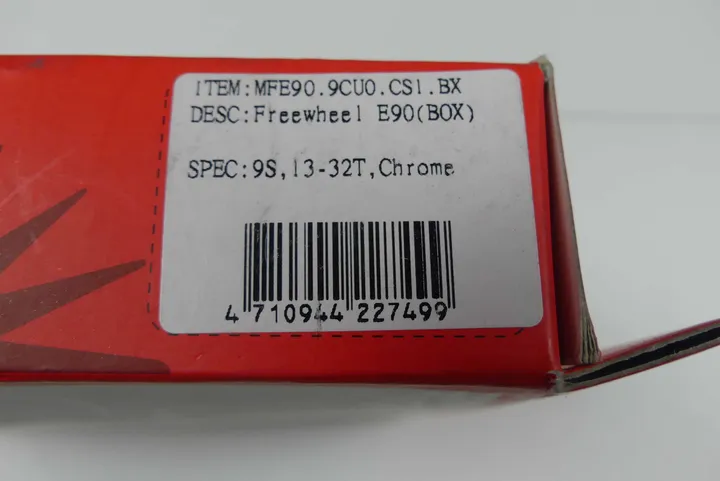 ITEM:MFE90.9CU0.CS1.BX
DESC:Freewheel E90(BOX)
SPEC:9S,13-32T,Chrome
4 710944 227499